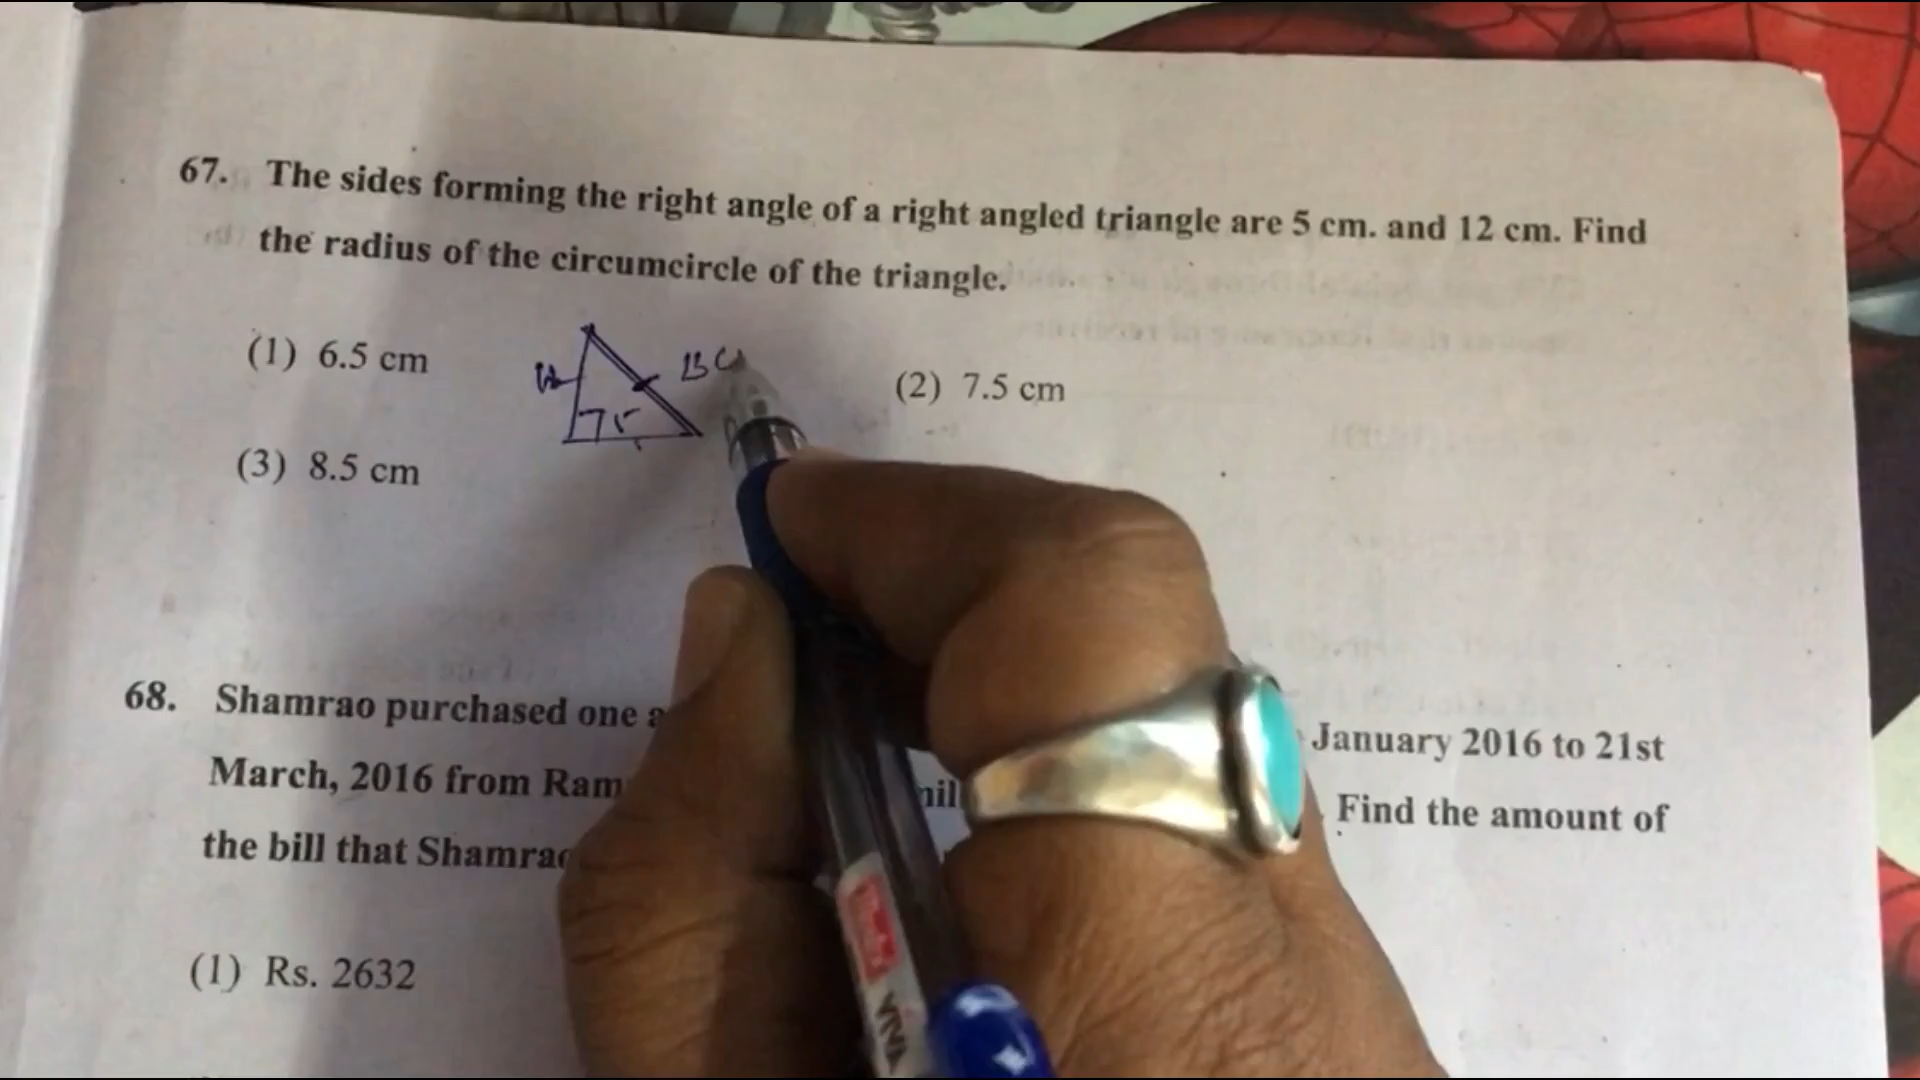 67. The sides forming the right angle of a right angled triangle are 5 cm. and 12 cm. Find
the radius of the circumcircle of the triangle.
(1) 6.5 cm
(2) 7.5 cm
(3) 8.5 cm
68. Shamrao purchased one
January 2016 to 21st
March, 2016 from
Find the amount of
the bill that
(1) Rs. 2632
VIVA